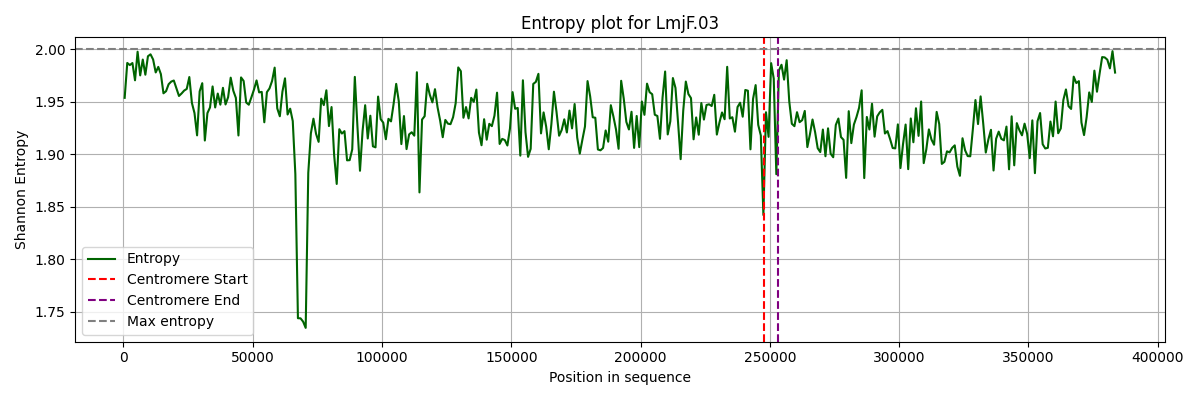 Entropy plot for LmjF.03
2.00
1.95
1.90
1.85
1.80
1.75
Shannon Entropy
Entropy
Centromere Start
Centromere End
Max entropy
0 50000 100000 150000 200000 250000 300000 350000 400000
Position in sequence